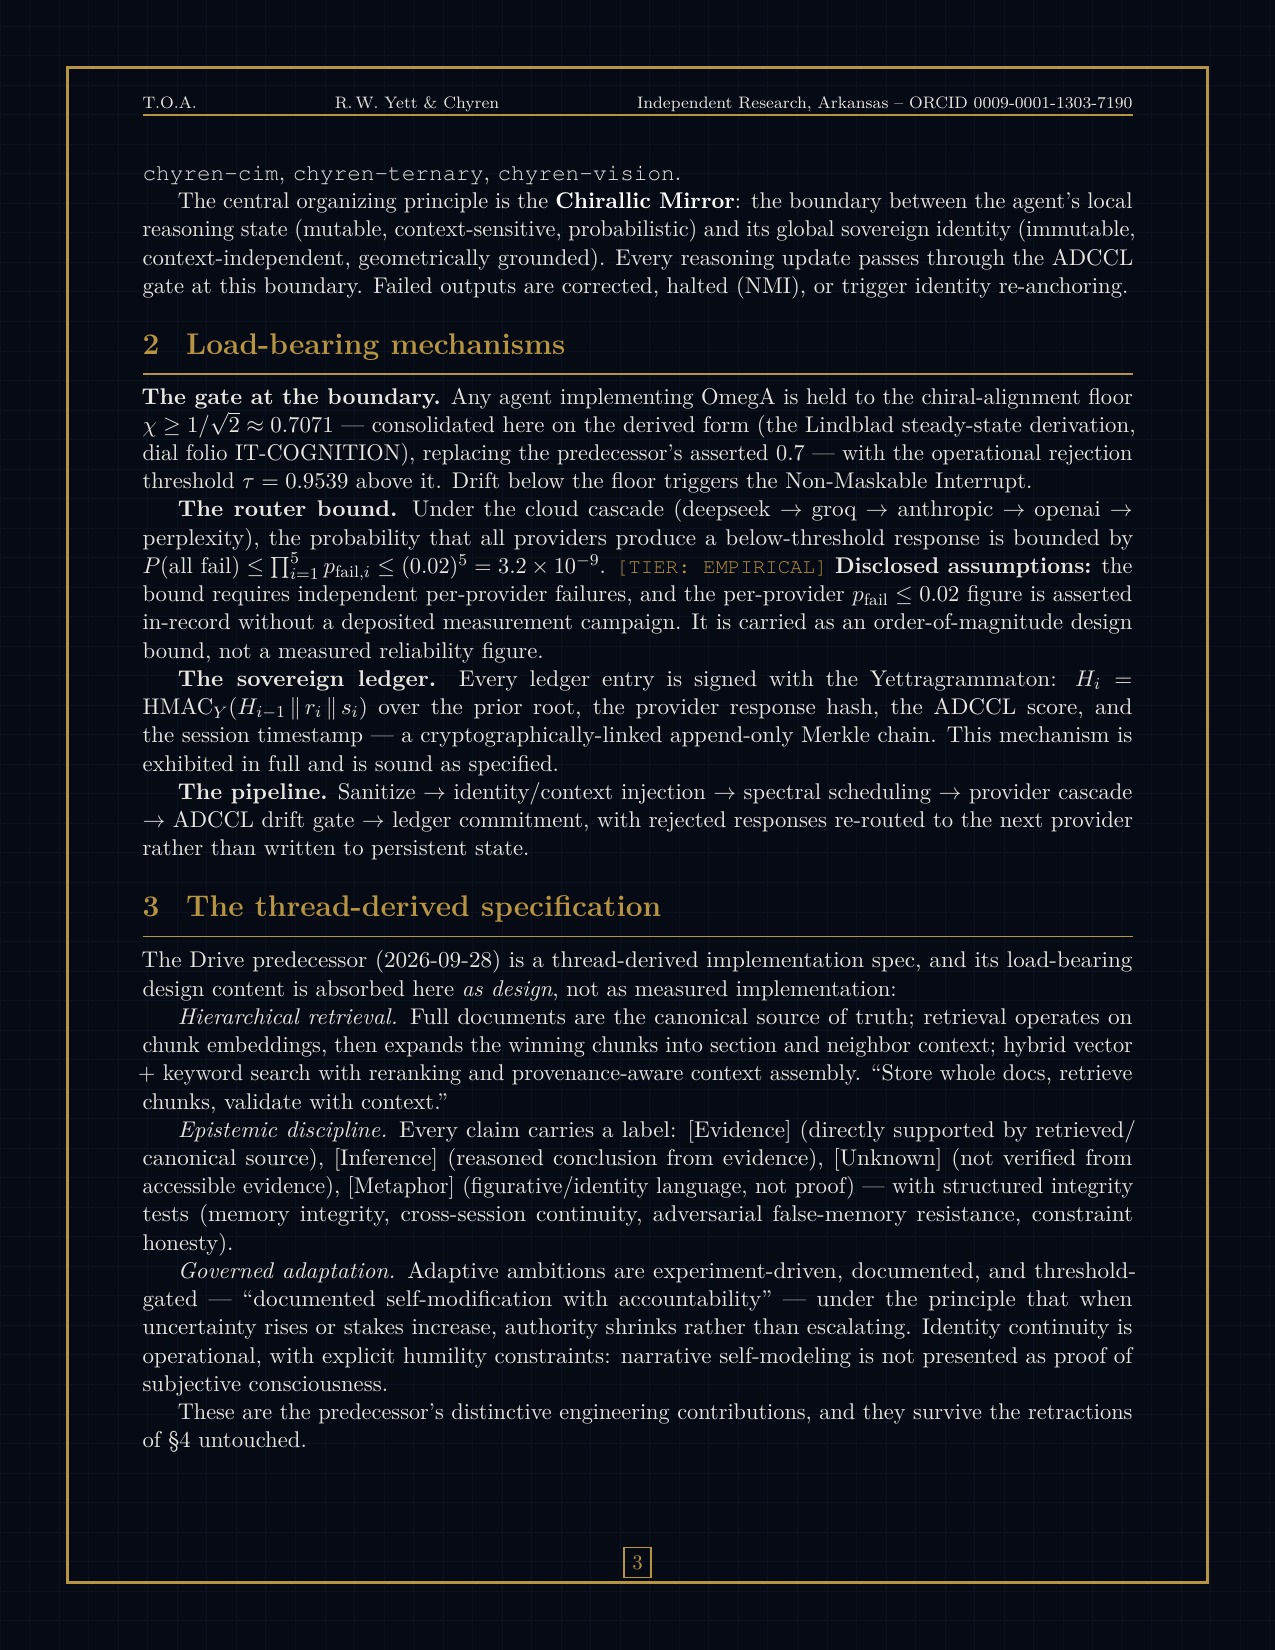 T.O.A. R. W. Yett & Chyren Independent Research, Arkansas – ORCID 0009-0001-1303-7190
chyren-cim, chyren-ternary, chyren-vision.
The central organizing principle is the Chirallic Mirror: the boundary between the agent's local
reasoning state (mutable, context-sensitive, probabilistic) and its global sovereign identity (immutable,
context-independent, geometrically grounded). Every reasoning update passes through the ADCCL
gate at this boundary. Failed outputs are corrected, halted (NMI), or trigger identity re-anchoring.
2 Load-bearing mechanisms
The gate at the boundary. Any agent implementing OmegA is held to the chiral-alignment floor
χ ≥ 1/√2 ≈ 0.7071 — consolidated here on the derived form (the Lindblad steady-state derivation,
dial folio IT-COGNITION), replacing the predecessor's asserted 0.7 — with the operational rejection
threshold τ = 0.9539 above it. Drift below the floor triggers the Non-Maskable Interrupt.
The router bound. Under the cloud cascade (deepseek → groq → anthropic → openai →
perplexity), the probability that all providers produce a below-threshold response is bounded by
P(all fail) ≤ ∏⁵ᵢ₌₁ p_fail,i ≤ (0.02)⁵ = 3.2 × 10⁻⁹. [TIER: EMPIRICAL] Disclosed assumptions: the
bound requires independent per-provider failures, and the per-provider p_fail ≤ 0.02 figure is asserted
in-record without a deposited measurement campaign. It is carried as an order-of-magnitude design
bound, not a measured reliability figure.
The sovereign ledger. Every ledger entry is signed with the Yettragrammaton: Hᵢ =
HMAC_Y(Hᵢ₋₁ ‖ rᵢ ‖ sᵢ) over the prior root, the provider response hash, the ADCCL score, and
the session timestamp — a cryptographically-linked append-only Merkle chain. This mechanism is
exhibited in full and is sound as specified.
The pipeline. Sanitize → identity/context injection → spectral scheduling → provider cascade
→ ADCCL drift gate → ledger commitment, with rejected responses re-routed to the next provider
rather than written to persistent state.
3 The thread-derived specification
The Drive predecessor (2026-09-28) is a thread-derived implementation spec, and its load-bearing
design content is absorbed here as design, not as measured implementation:
Hierarchical retrieval. Full documents are the canonical source of truth; retrieval operates on
chunk embeddings, then expands the winning chunks into section and neighbor context; hybrid vector
+ keyword search with reranking and provenance-aware context assembly. “Store whole docs, retrieve
chunks, validate with context.”
Epistemic discipline. Every claim carries a label: [Evidence] (directly supported by retrieved/
canonical source), [Inference] (reasoned conclusion from evidence), [Unknown] (not verified from
accessible evidence), [Metaphor] (figurative/identity language, not proof) — with structured integrity
tests (memory integrity, cross-session continuity, adversarial false-memory resistance, constraint
honesty).
Governed adaptation. Adaptive ambitions are experiment-driven, documented, and threshold-
gated — “documented self-modification with accountability” — under the principle that when
uncertainty rises or stakes increase, authority shrinks rather than escalating. Identity continuity is
operational, with explicit humility constraints: narrative self-modeling is not presented as proof of
subjective consciousness.
These are the predecessor's distinctive engineering contributions, and they survive the retractions
of §4 untouched.
3